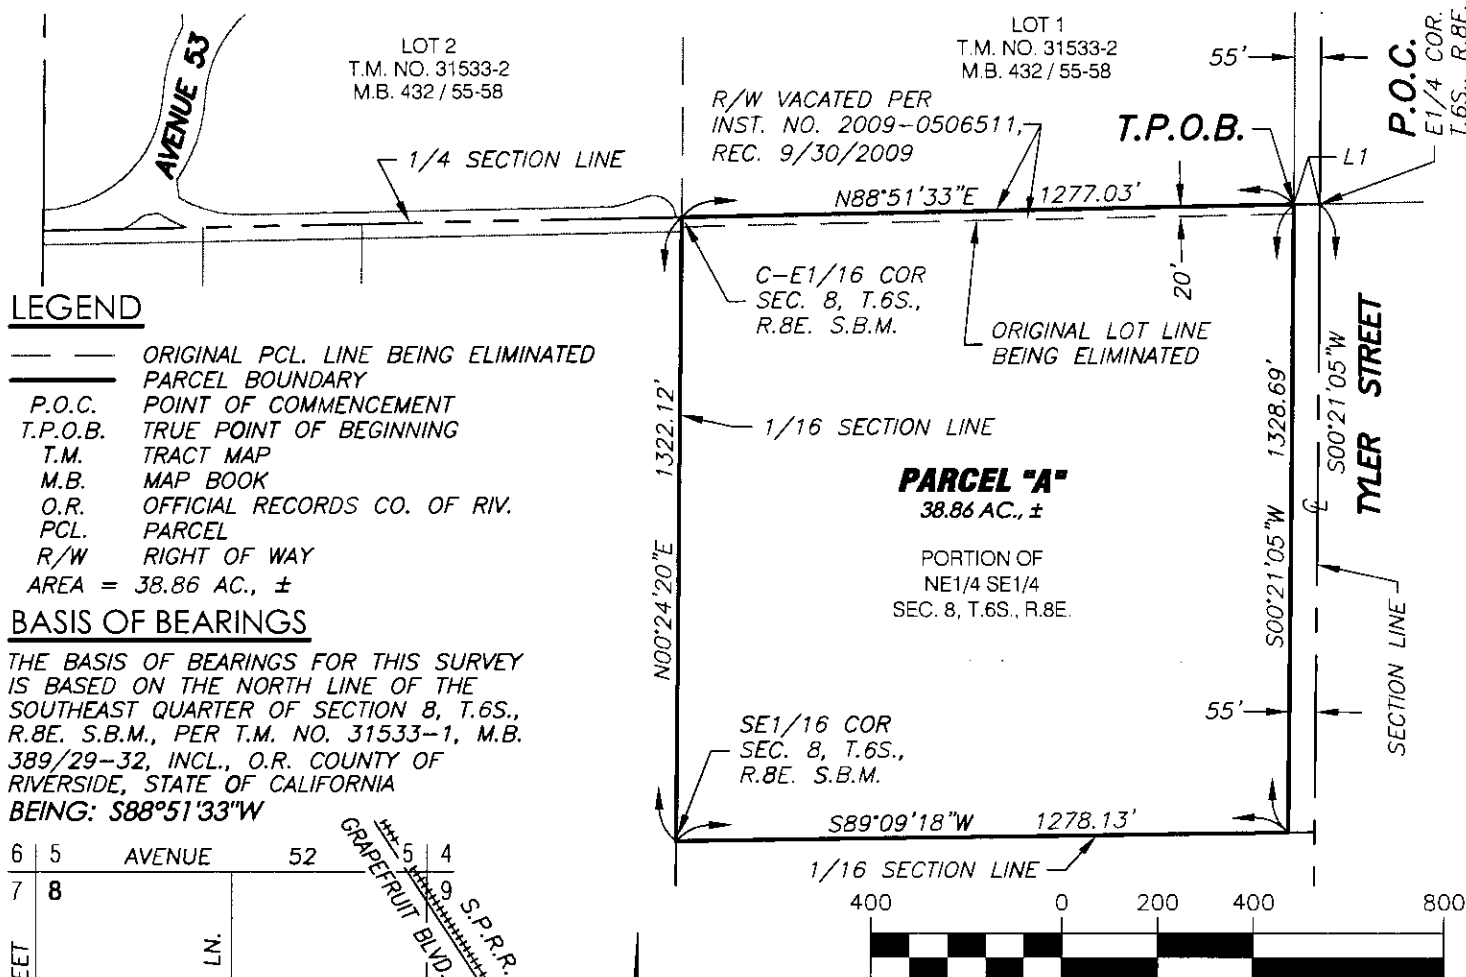 AVENUE 53
LOT 2
T.M. NO. 31533-2
M.B. 432 / 55-58
LOT 1
T.M. NO. 31533-2
M.B. 432 / 55-58
55'
P.O.C.
E1/4 COR.
T.6S., R.8E.
R/W VACATED PER
INST. NO. 2009-0506511,
REC. 9/30/2009
T.P.O.B.
L1
1/4 SECTION LINE
N88°51'33"E 1277.03'
20'
C-E1/16 COR
SEC. 8, T.6S.,
R.8E. S.B.M.
ORIGINAL LOT LINE
BEING ELIMINATED
LEGEND
ORIGINAL PCL. LINE BEING ELIMINATED
PARCEL BOUNDARY
P.O.C. POINT OF COMMENCEMENT
T.P.O.B. TRUE POINT OF BEGINNING
T.M. TRACT MAP
M.B. MAP BOOK
O.R. OFFICIAL RECORDS CO. OF RIV.
PCL. PARCEL
R/W RIGHT OF WAY
AREA = 38.86 AC., ±
N00°24'20"E 1322.12'
1/16 SECTION LINE
PARCEL "A"
38.86 AC., ±
PORTION OF
NE1/4 SE1/4
SEC. 8, T.6S., R.8E.
S00°21'05"W 1328.69'
S00°21'05"W
TYLER STREET
SECTION LINE
55'
BASIS OF BEARINGS
THE BASIS OF BEARINGS FOR THIS SURVEY
IS BASED ON THE NORTH LINE OF THE
SOUTHEAST QUARTER OF SECTION 8, T.6S.,
R.8E. S.B.M., PER T.M. NO. 31533-1, M.B.
389/29-32, INCL., O.R. COUNTY OF
RIVERSIDE, STATE OF CALIFORNIA
BEING: S88°51'33"W
SE1/16 COR
SEC. 8, T.6S.,
R.8E. S.B.M.
S89°09'18"W 1278.13'
1/16 SECTION LINE
6 5 AVENUE 52 5 4
7 8 9
GRAPEFRUIT BLVD.
S.P.R.R.
LN.
400 0 200 400 800